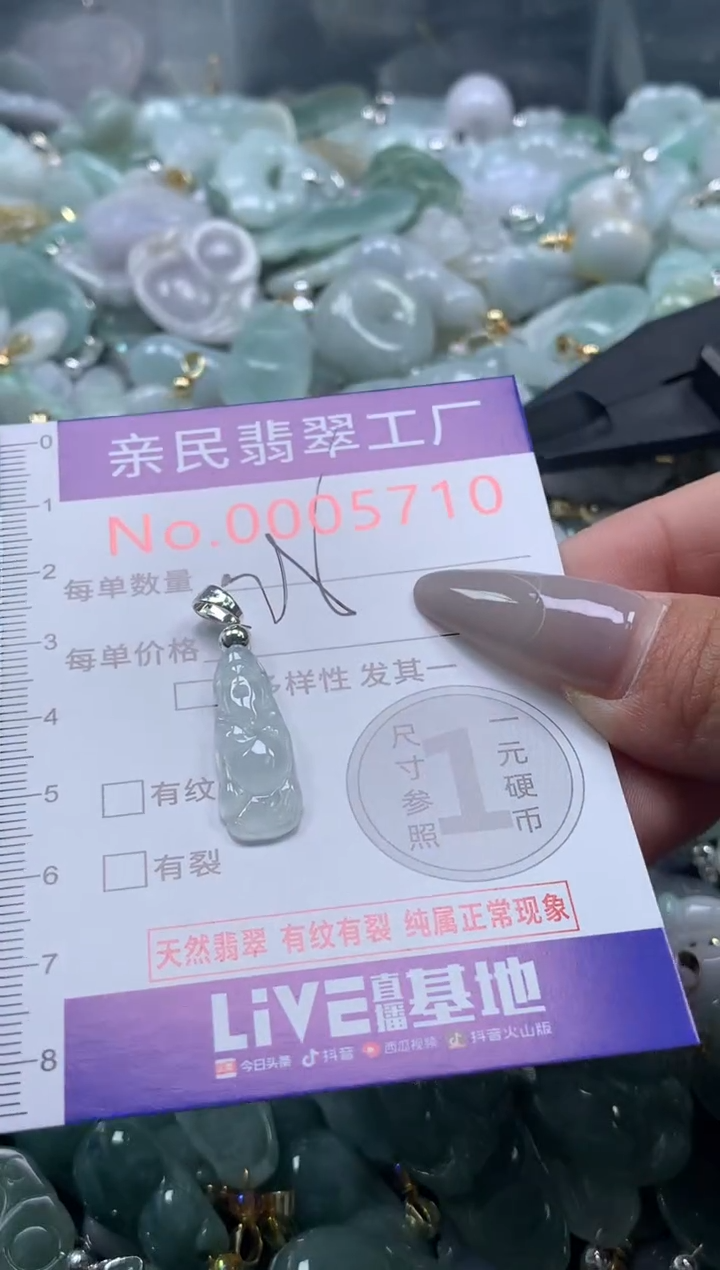 亲民翡翠工厂
No.0005710
每单数量
每单价格
多样性 发其一
尺寸参照
1
一元硬币
有纹
有裂
天然翡翠 有纹有裂 纯属正常现象
LiVE直播基地
今日头条 抖音 西瓜视频 抖音火山版
0
1
2
3
4
5
6
7
8